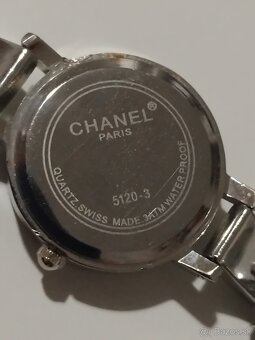 CHANEL®
PARIS
5120-3
QUARTZ.SWISS MADE 3ATM.WATER PROOF